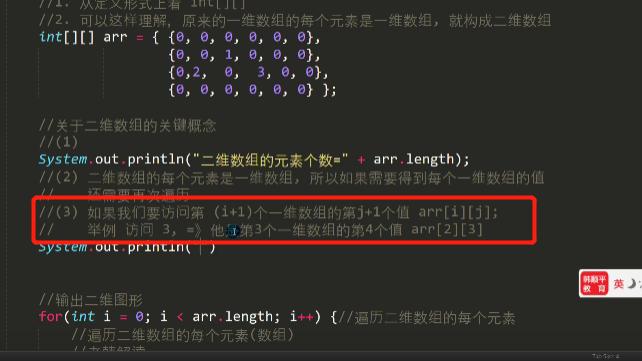 //1. 从定义形式上看 int[][]
//2. 可以这样理解, 原来的一维数组的每个元素是一维数组, 就构成二维数组
int[][] arr = { {0, 0, 0, 0, 0, 0},
{0, 0, 1, 0, 0, 0},
{0,2, 0, 3, 0, 0},
{0, 0, 0, 0, 0, 0} };
//关于二维数组的关键概念
//(1)
System.out.println("二维数组的元素个数=" + arr.length);
//(2) 二维数组的每个元素是一维数组, 所以如果需要得到每个一维数组的值
// 还需要再次遍历
//(3) 如果我们要访问第 (i+1)个一维数组的第j+1个值 arr[i][j];
// 举例 访问 3, =》 他是第3个一维数组的第4个值 arr[2][3]
System.out.println( )
韩顺平
教 育
英
//输出二维图形
for(int i = 0; i < arr.length; i++) {//遍历二维数组的每个元素
//遍历二维数组的每个元素(数组)
//老韩解读